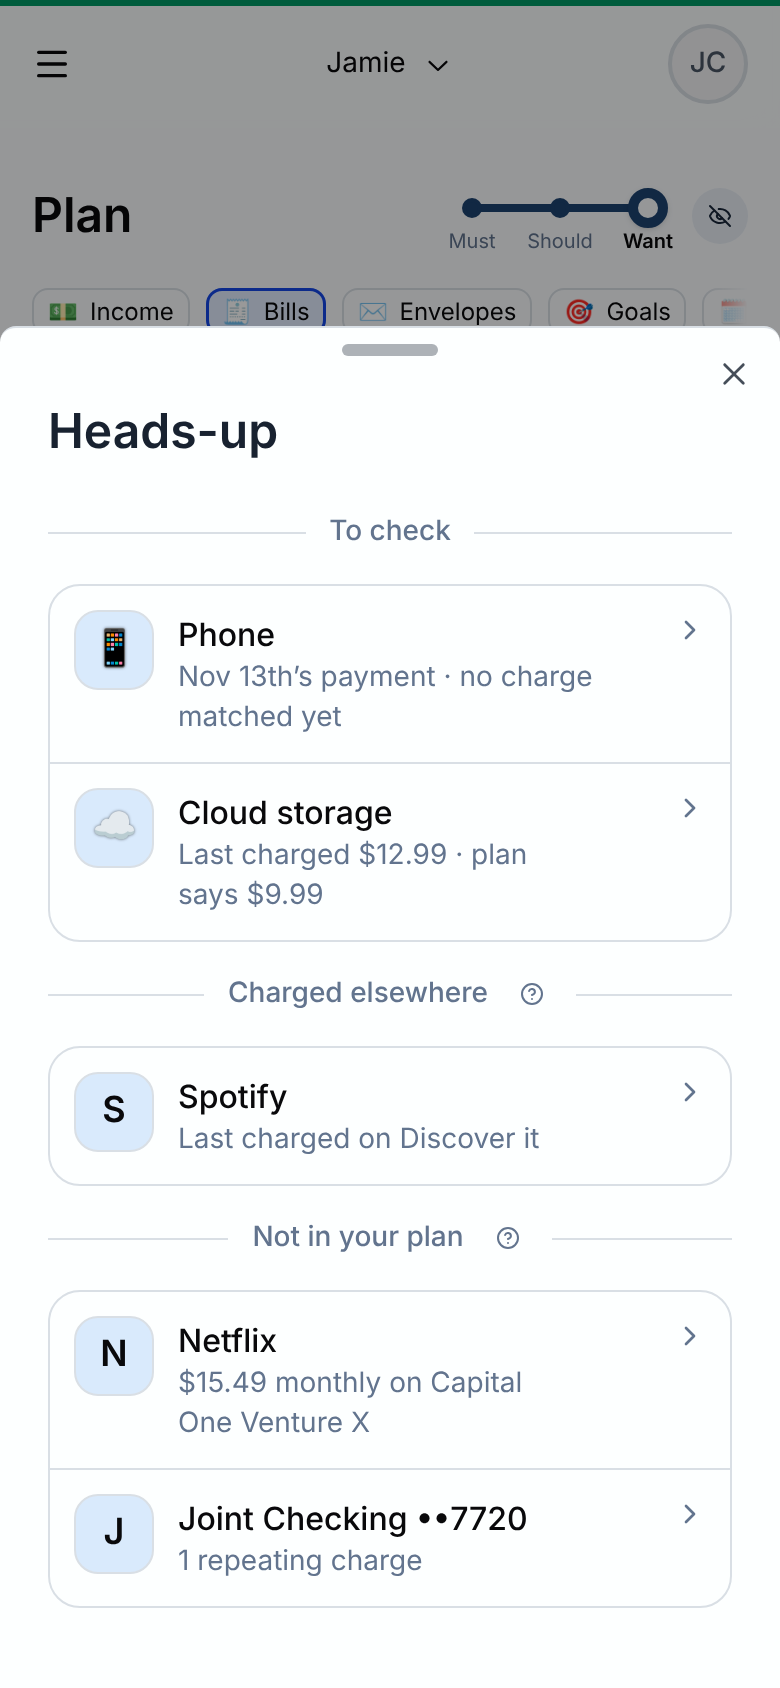 Jamie
JC
Plan
Must Should Want
Income Bills Envelopes Goals
Heads-up
To check
Phone
Nov 13th’s payment · no charge
matched yet
Cloud storage
Last charged $12.99 · plan
says $9.99
Charged elsewhere
S
Spotify
Last charged on Discover it
Not in your plan
N
Netflix
$15.49 monthly on Capital
One Venture X
J
Joint Checking ••7720
1 repeating charge